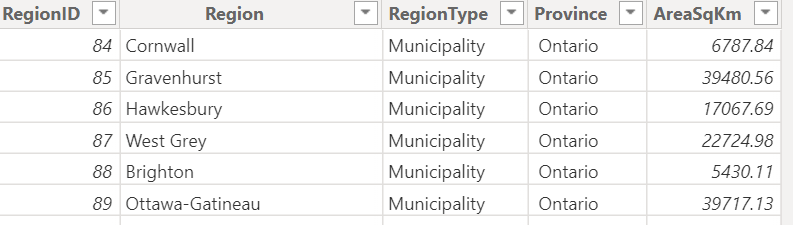 RegionID Region RegionType Province AreaSqKm
84 Cornwall Municipality Ontario 6787.84
85 Gravenhurst Municipality Ontario 39480.56
86 Hawkesbury Municipality Ontario 17067.69
87 West Grey Municipality Ontario 22724.98
88 Brighton Municipality Ontario 5430.11
89 Ottawa-Gatineau Municipality Ontario 39717.13